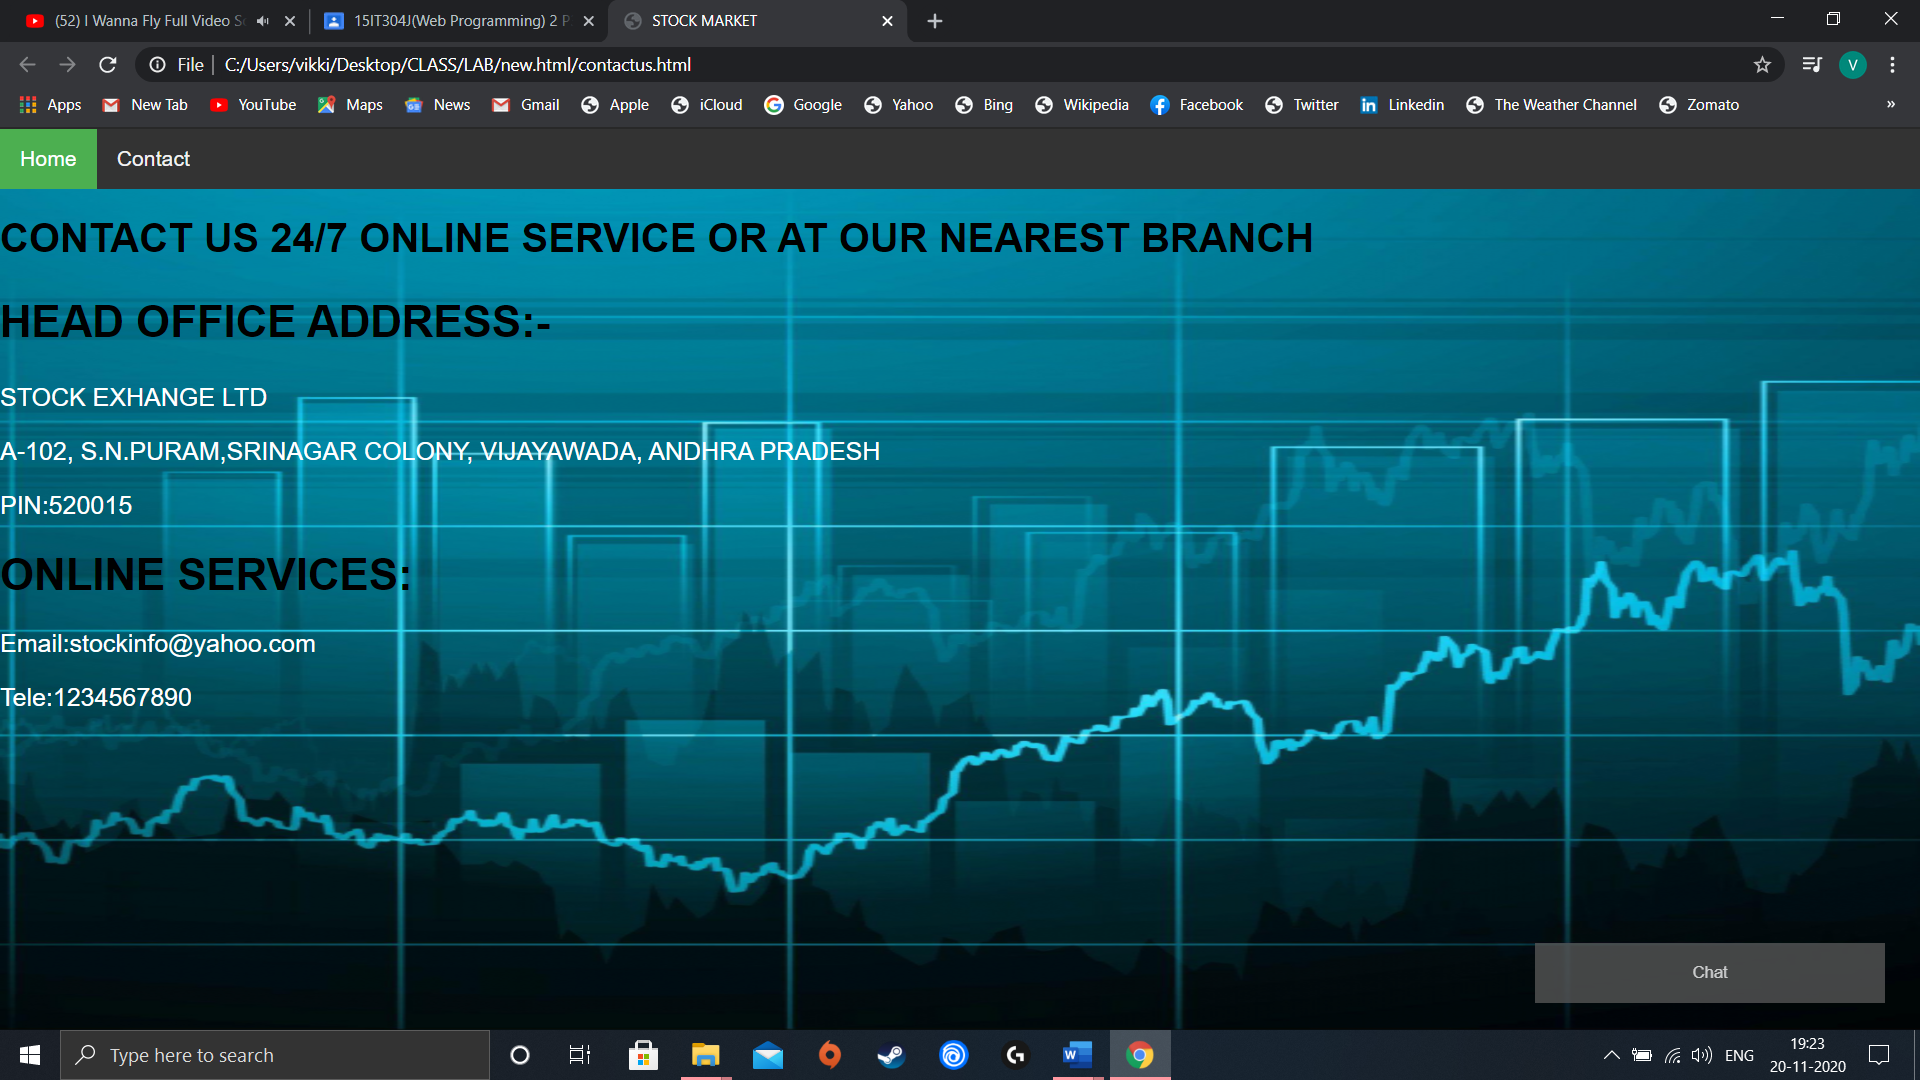 (52) I Wanna Fly Full Video S
15IT304J(Web Programming) 2 P
STOCK MARKET
File
C:/Users/vikki/Desktop/CLASS/LAB/new.html/contactus.html
V
Apps
New Tab
YouTube
Maps
News
Gmail
Apple
iCloud
Google
Yahoo
Bing
Wikipedia
Facebook
Twitter
Linkedin
The Weather Channel
Zomato
»
Home
Contact
CONTACT US 24/7 ONLINE SERVICE OR AT OUR NEAREST BRANCH
HEAD OFFICE ADDRESS:-
STOCK EXHANGE LTD
A-102, S.N.PURAM,SRINAGAR COLONY, VIJAYAWADA, ANDHRA PRADESH
PIN:520015
ONLINE SERVICES:
Email:stockinfo@yahoo.com
Tele:1234567890
Chat
Type here to search
ENG
19:23
20-11-2020